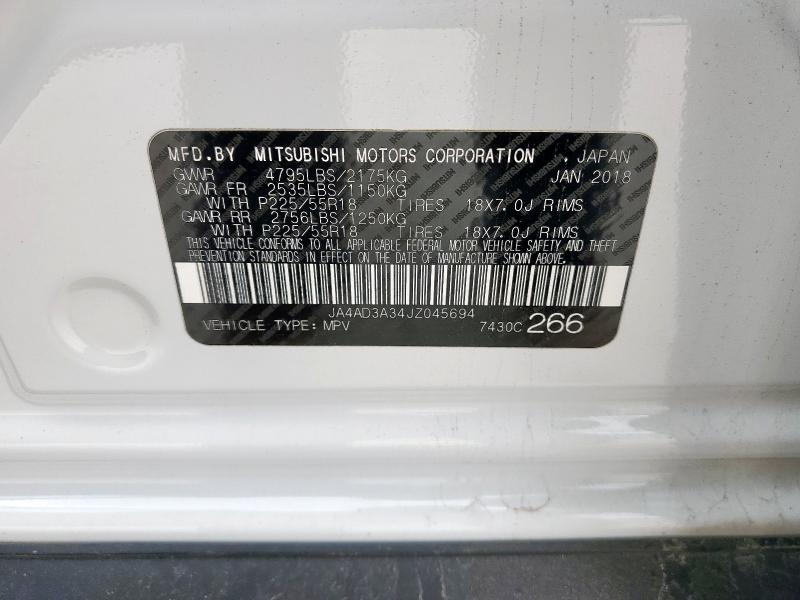 MFD.BY MITSUBISHI MOTORS CORPORATION , JAPAN
GVWR 4795LBS/2175KG JAN 2018
GAWR FR 2535LBS/1150KG
WITH P225/55R18 TIRES 18X7.0J RIMS
GAWR RR 2756LBS/1250KG
WITH P225/55R18 TIRES 18X7.0J RIMS
THIS VEHICLE CONFORMS TO ALL APPLICABLE FEDERAL MOTOR VEHICLE SAFETY AND THEFT
PREVENTION STANDARDS IN EFFECT ON THE DATE OF MANUFACTURE SHOWN ABOVE.
JA4AD3A34JZ045694
VEHICLE TYPE: MPV 7430C 266